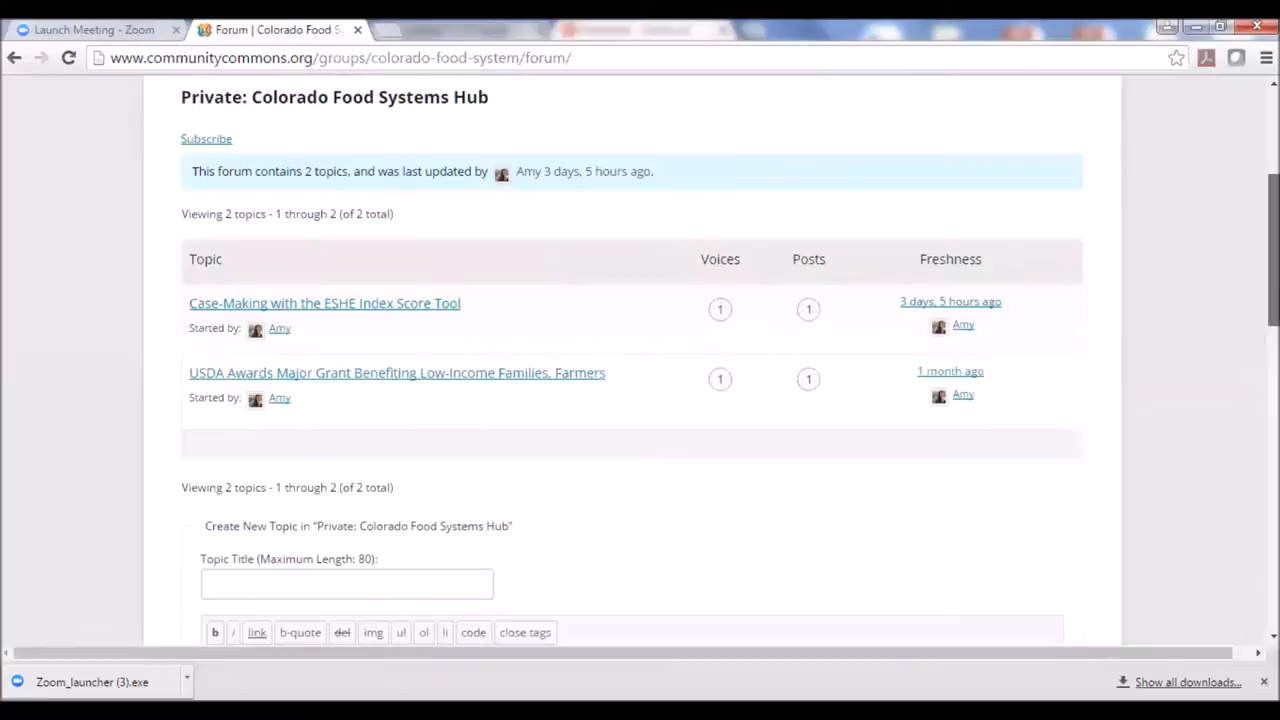 Launch Meeting - Zoom
Forum | Colorado Food S
www.communitycommons.org/groups/colorado-food-system/forum/
Private: Colorado Food Systems Hub
Subscribe
This forum contains 2 topics, and was last updated by Amy 3 days, 5 hours ago.
Viewing 2 topics - 1 through 2 (of 2 total)
Topic Voices Posts Freshness
Case-Making with the ESHE Index Score Tool 1 1 3 days, 5 hours ago
Started by: Amy Amy
USDA Awards Major Grant Benefiting Low-Income Families, Farmers 1 1 1 month ago
Started by: Amy Amy
Viewing 2 topics - 1 through 2 (of 2 total)
Create New Topic in “Private: Colorado Food Systems Hub”
Topic Title (Maximum Length: 80):
b i link b-quote del img ul ol li code close tags
Zoom_launcher (3).exe Show all downloads...